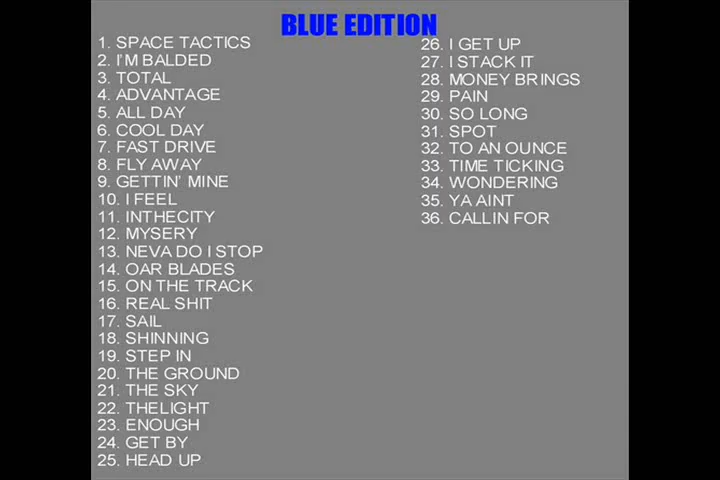 BLUE EDITION
1. SPACE TACTICS
2. I'M BALDED
3. TOTAL
4. ADVANTAGE
5. ALL DAY
6. COOL DAY
7. FAST DRIVE
8. FLY AWAY
9. GETTIN' MINE
10. I FEEL
11. INTHECITY
12. MYSERY
13. NEVA DO I STOP
14. OAR BLADES
15. ON THE TRACK
16. REAL SHIT
17. SAIL
18. SHINNING
19. STEP IN
20. THE GROUND
21. THE SKY
22. THELIGHT
23. ENOUGH
24. GET BY
25. HEAD UP
26. I GET UP
27. I STACK IT
28. MONEY BRINGS
29. PAIN
30. SO LONG
31. SPOT
32. TO AN OUNCE
33. TIME TICKING
34. WONDERING
35. YA AINT
36. CALLIN FOR